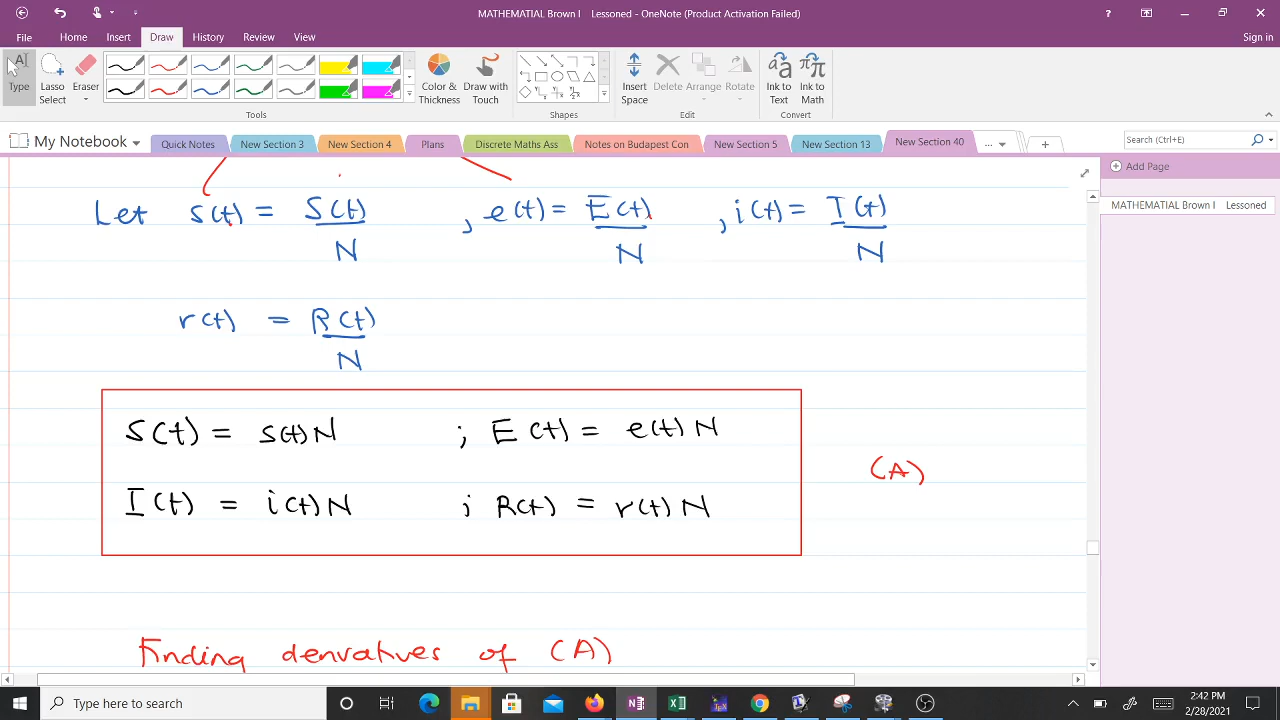 MATHEMATIAL Brown I Lessoned - OneNote (Product Activation Failed)
File Home Insert Draw History Review View
Type Lasso Select Eraser Color & Thickness Draw with Touch Insert Space Delete Arrange Rotate Ink to Text Ink to Math
Tools Shapes Edit Convert
My Notebook Quick Notes New Section 3 New Section 4 Plans Discrete Maths Ass Notes on Budapest Con New Section 5 New Section 13 New Section 40 ... Search (Ctrl+E)
Add Page
MATHEMATIAL Brown I Lessoned
Let s(t) = S(t)/N , e(t) = E(t)/N , i(t) = I(t)/N
r(t) = R(t)/N
S(t) = s(t)N ; E(t) = e(t)N
(A)
I(t) = i(t)N ; R(t) = r(t)N
Finding derivatives of (A)
Sign in
Type here to search
2:42 PM
2/28/2021